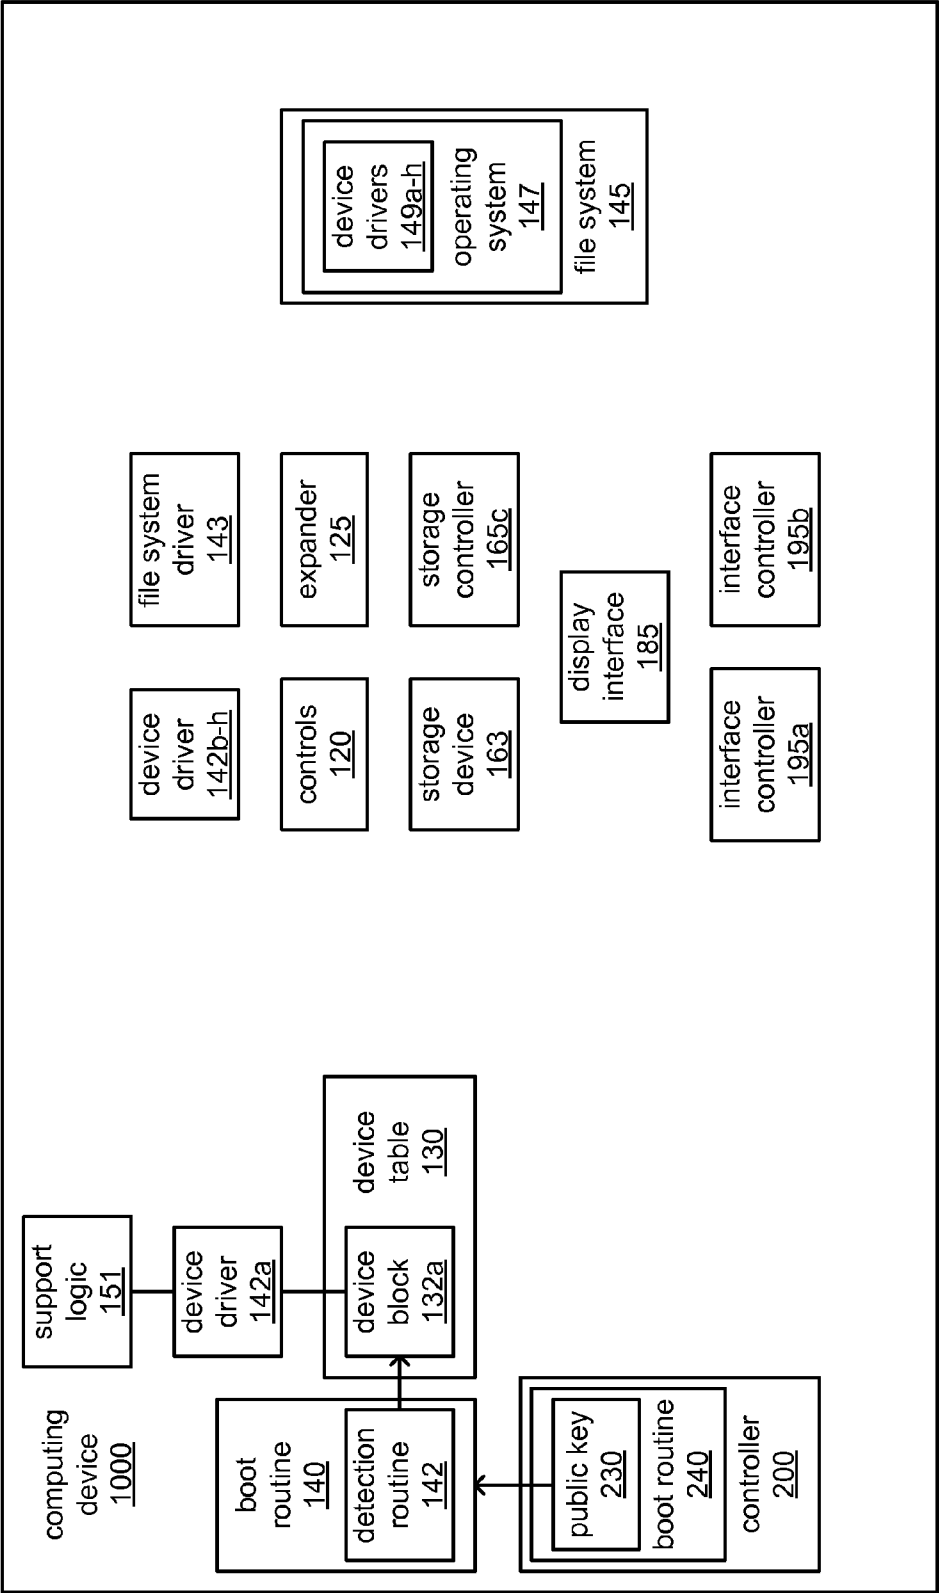 computing
device
1000
support
logic
151
device
driver
142a
boot
routine
140
detection
routine
142
device
block
132a
device
table
130
public key
230
boot routine
240
controller
200
device
driver
142b-h
file system
driver
143
controls
120
expander
125
storage
device
163
storage
controller
165c
display
interface
185
interface
controller
195a
interface
controller
195b
device
drivers
149a-h
operating
system
147
file system
145